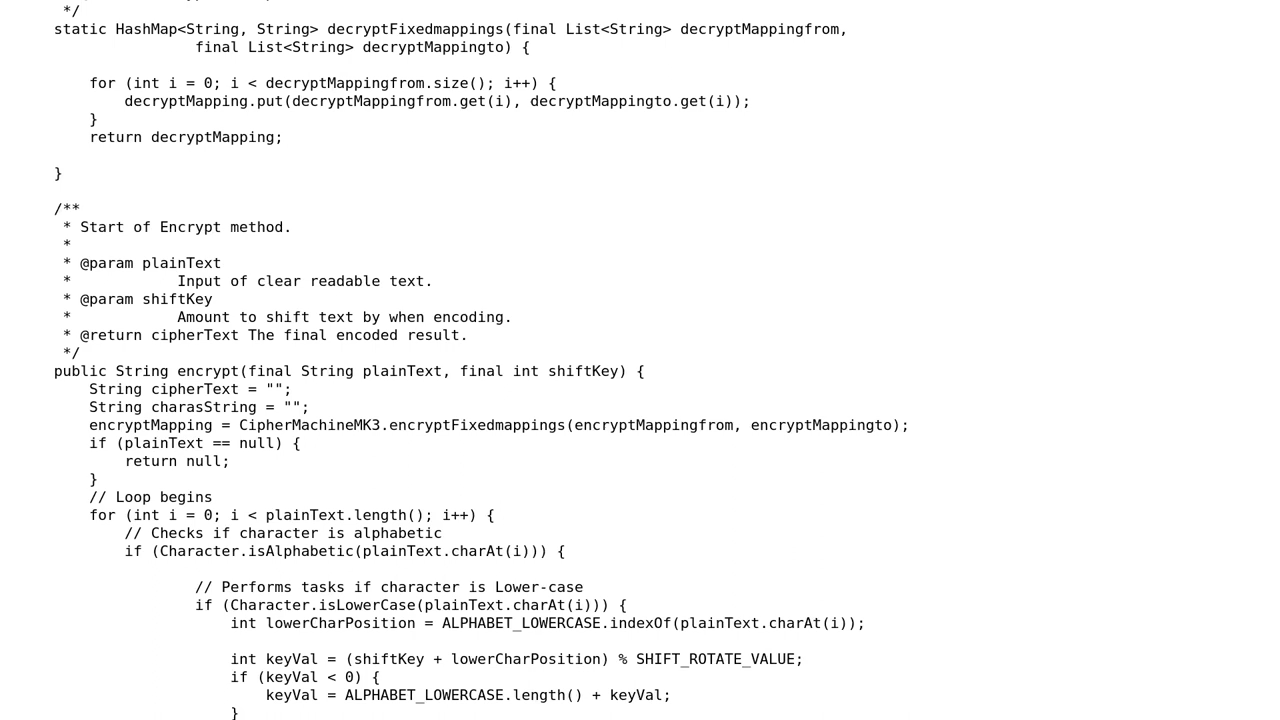 */
static HashMap<String, String> decryptFixedmappings(final List<String> decryptMappingfrom,
                final List<String> decryptMappingto) {

    for (int i = 0; i < decryptMappingfrom.size(); i++) {
        decryptMapping.put(decryptMappingfrom.get(i), decryptMappingto.get(i));
    }
    return decryptMapping;

}

/**
 * Start of Encrypt method.
 *
 * @param plainText
 *            Input of clear readable text.
 * @param shiftKey
 *            Amount to shift text by when encoding.
 * @return cipherText The final encoded result.
 */
public String encrypt(final String plainText, final int shiftKey) {
    String cipherText = "";
    String charasString = "";
    encryptMapping = CipherMachineMK3.encryptFixedmappings(encryptMappingfrom, encryptMappingto);
    if (plainText == null) {
        return null;
    }
    // Loop begins
    for (int i = 0; i < plainText.length(); i++) {
        // Checks if character is alphabetic
        if (Character.isAlphabetic(plainText.charAt(i))) {

                // Performs tasks if character is Lower-case
                if (Character.isLowerCase(plainText.charAt(i))) {
                    int lowerCharPosition = ALPHABET_LOWERCASE.indexOf(plainText.charAt(i));

                    int keyVal = (shiftKey + lowerCharPosition) % SHIFT_ROTATE_VALUE;
                    if (keyVal < 0) {
                        keyVal = ALPHABET_LOWERCASE.length() + keyVal;
                    }